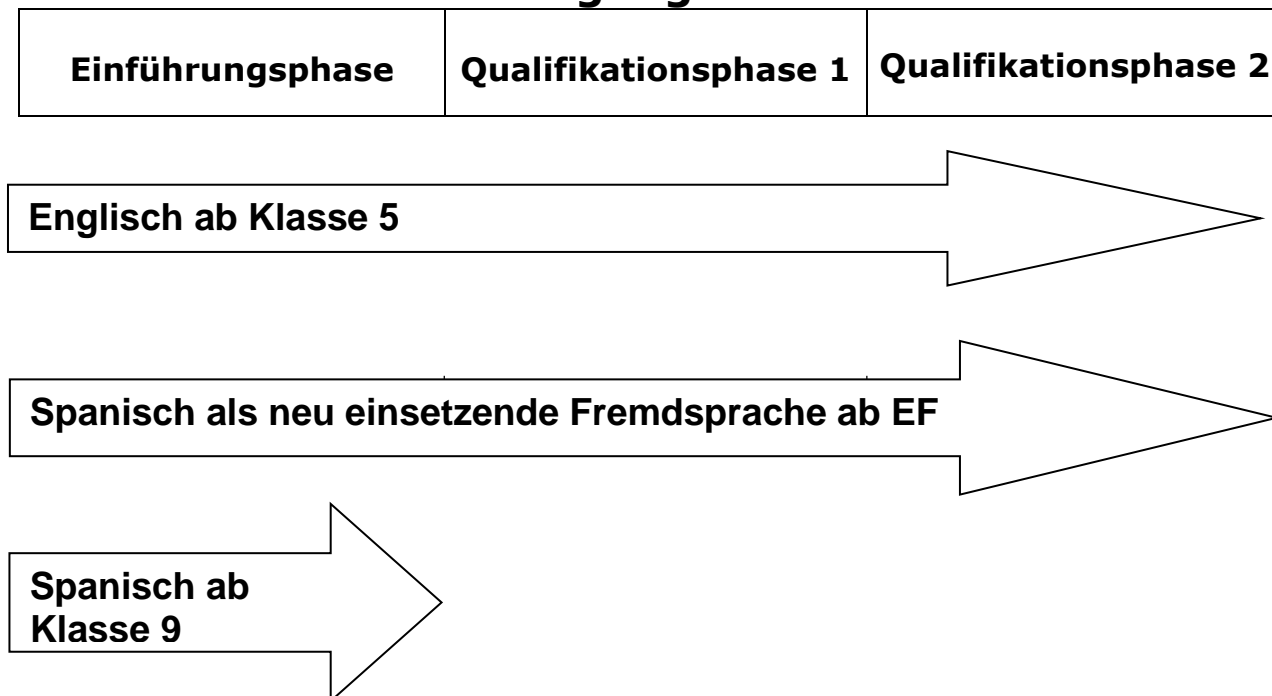 Einführungsphase Qualifikationsphase 1 Qualifikationsphase 2
Englisch ab Klasse 5
Spanisch als neu einsetzende Fremdsprache ab EF
Spanisch ab
Klasse 9